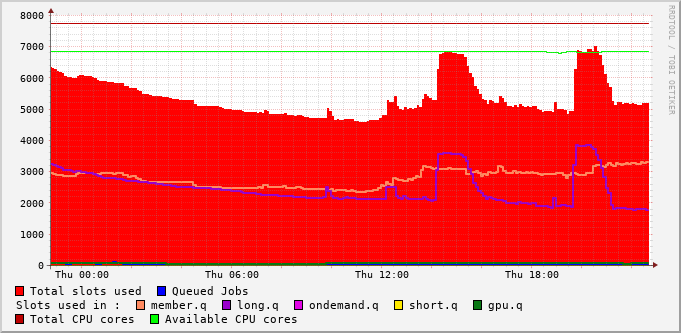 8000
7000
6000
5000
4000
3000
2000
1000
0
Thu 00:00 Thu 06:00 Thu 12:00 Thu 18:00
RRDTOOL / TOBI OETIKER
Total slots used Queued Jobs
Slots used in : member.q long.q ondemand.q short.q gpu.q
Total CPU cores Available CPU cores